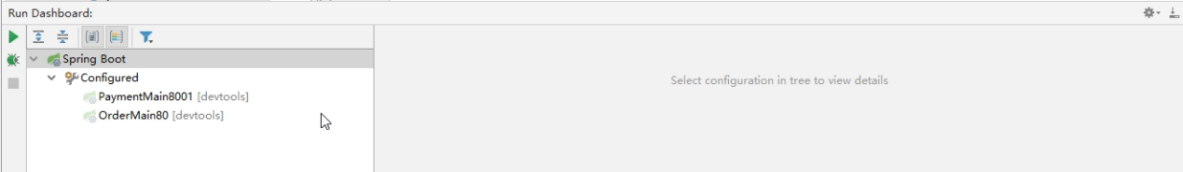 Run Dashboard:
Spring Boot
Configured
PaymentMain8001 [devtools]
OrderMain80 [devtools]
Select configuration in tree to view details